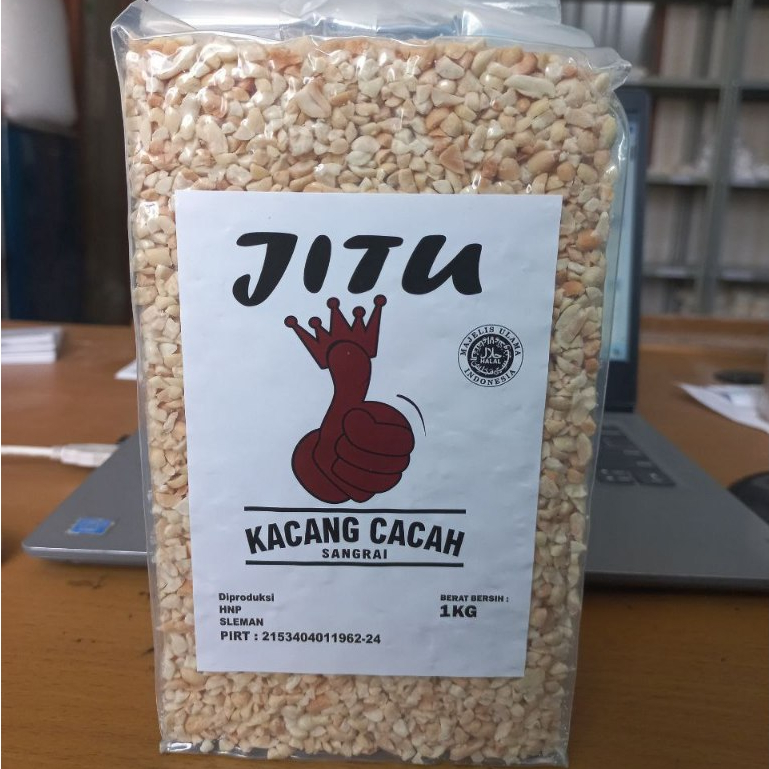 JITU
MAJELIS ULAMA
HALAL
INDONESIA
KACANG CACAH
SANGRAI
Diproduksi
HNP
SLEMAN
PIRT : 2153404011962-24
BERAT BERSIH :
1KG